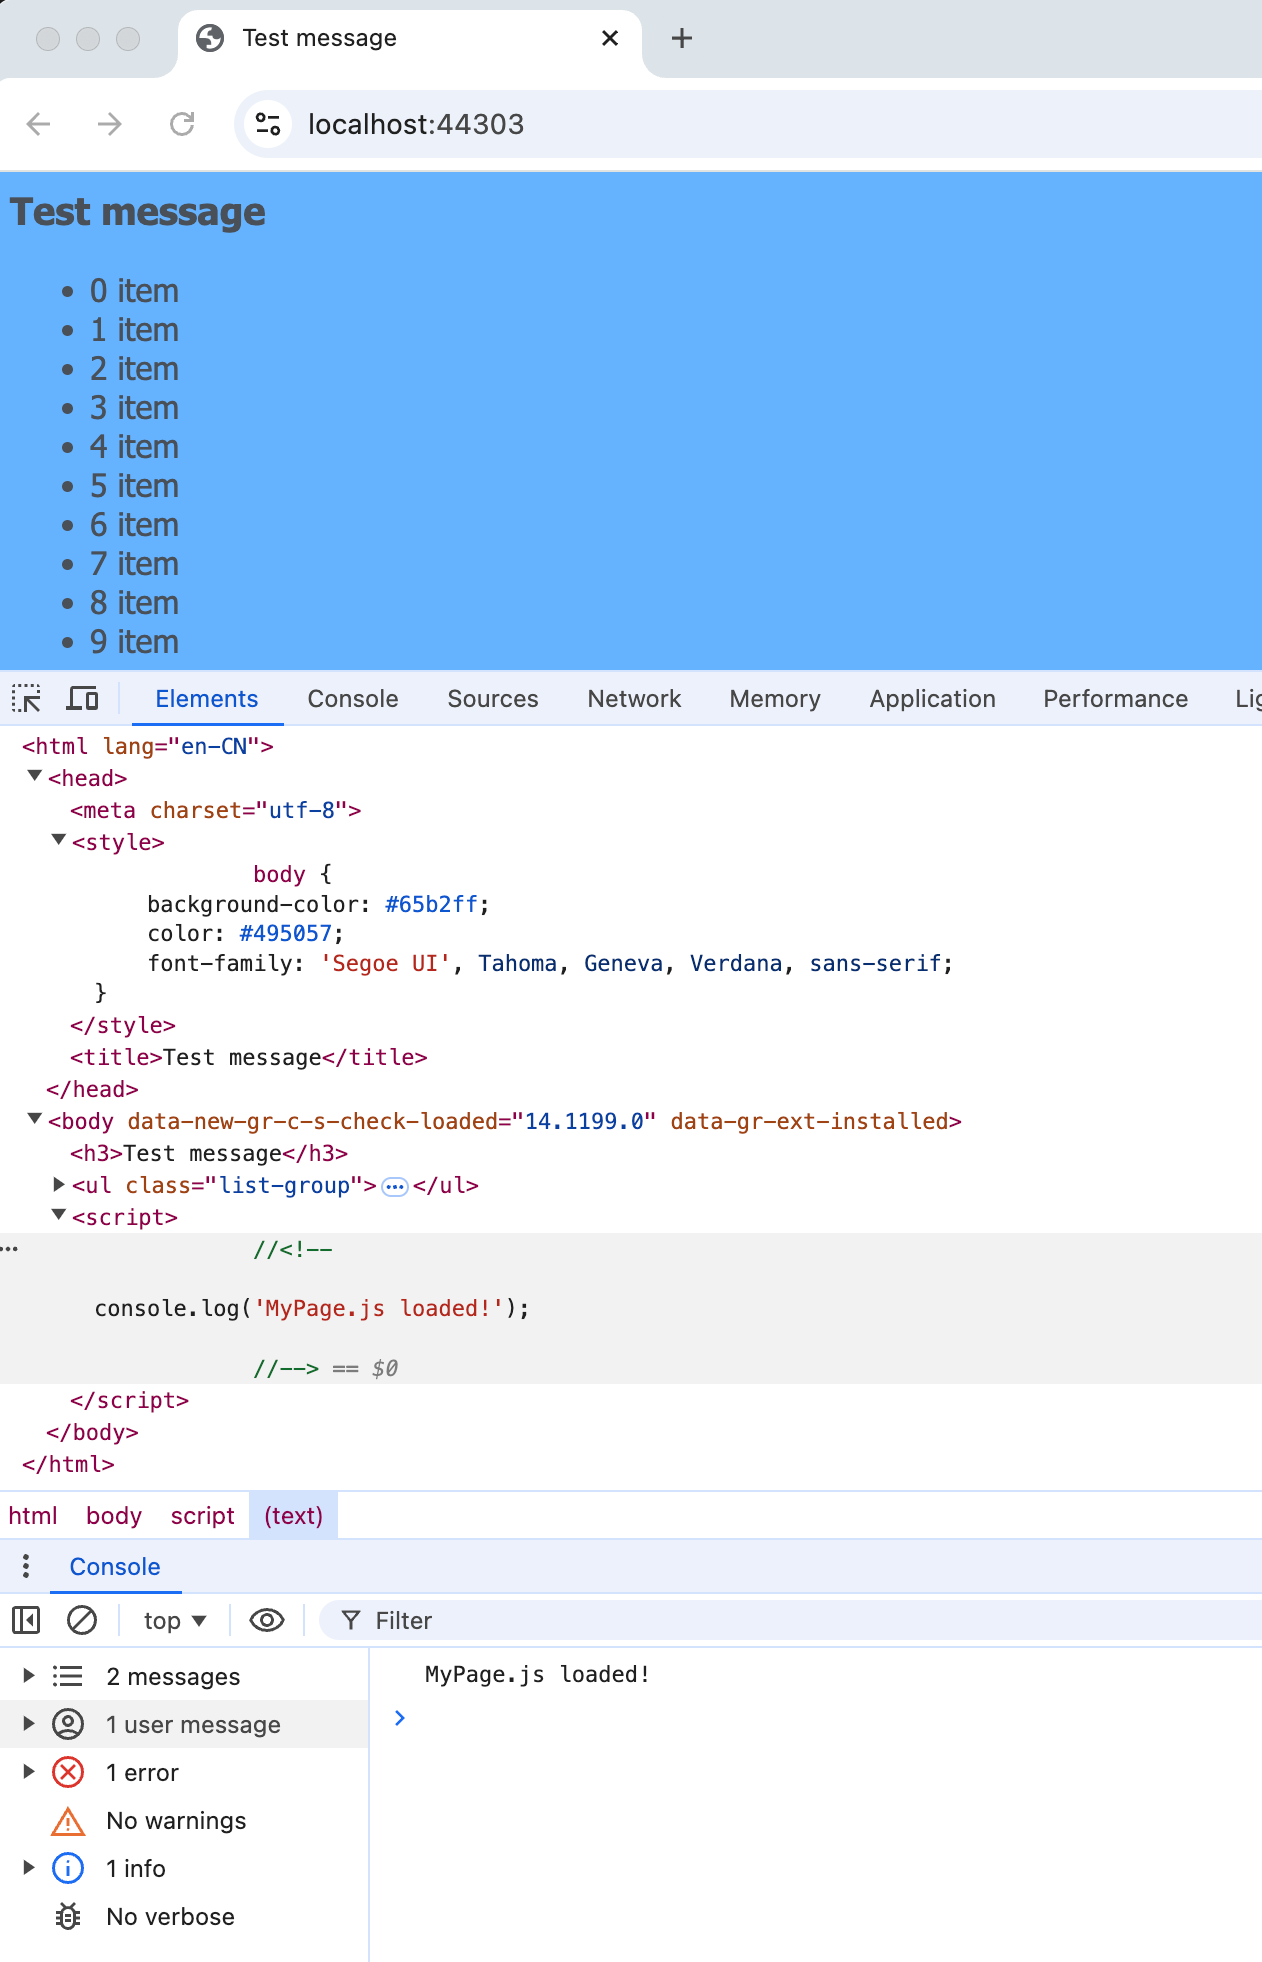 Test message
localhost:44303
Test message
• 0 item
• 1 item
• 2 item
• 3 item
• 4 item
• 5 item
• 6 item
• 7 item
• 8 item
• 9 item
Elements Console Sources Network Memory Application Performance
<html lang="en-CN">
<head>
<meta charset="utf-8">
<style>
body {
background-color: #65b2ff;
color: #495057;
font-family: 'Segoe UI', Tahoma, Geneva, Verdana, sans-serif;
}
</style>
<title>Test message</title>
</head>
<body data-new-gr-c-s-check-loaded="14.1199.0" data-gr-ext-installed>
<h3>Test message</h3>
<ul class="list-group">…</ul>
<script>
//<!--
console.log('MyPage.js loaded!');
//--> == $0
</script>
</body>
</html>
html body script (text)
Console
top Filter
2 messages
1 user message
1 error
No warnings
1 info
No verbose
MyPage.js loaded!